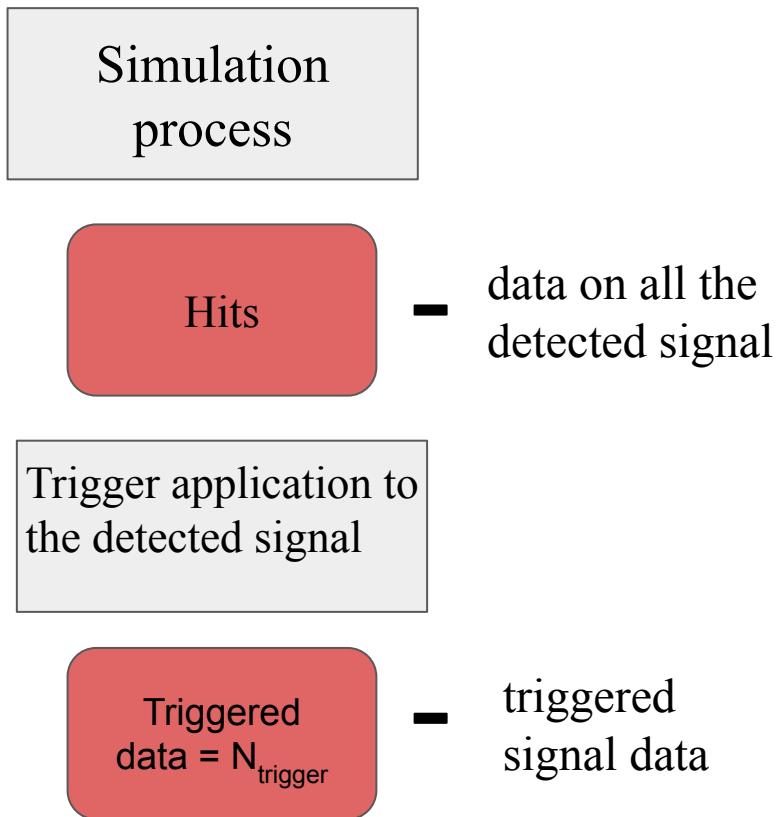 Simulation
process
Hits
- data on all the
detected signal
Trigger application to
the detected signal
Triggered
data = N_trigger
- triggered
signal data